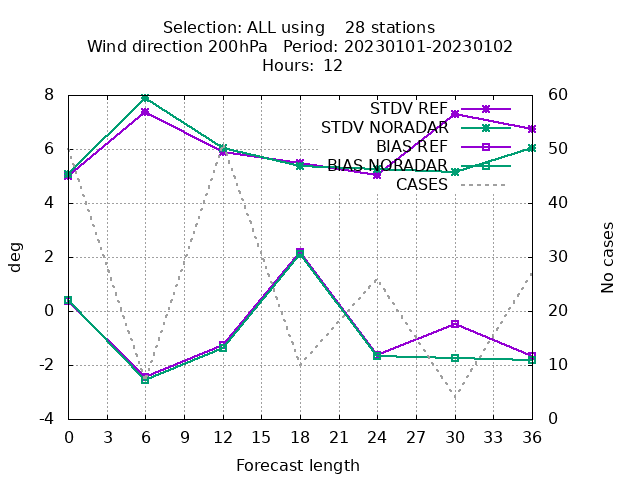 Selection: ALL using    28 stations
Wind direction 200hPa   Period: 20230101-20230102
Hours:  12
8 60
STDV REF
STDV NORADAR
BIAS REF
BIAS NORADAR
CASES
6 50
4 40
2 30
0 20
-2 10
-4 0
deg
No cases
0 3 6 9 12 15 18 21 24 27 30 33 36
Forecast length